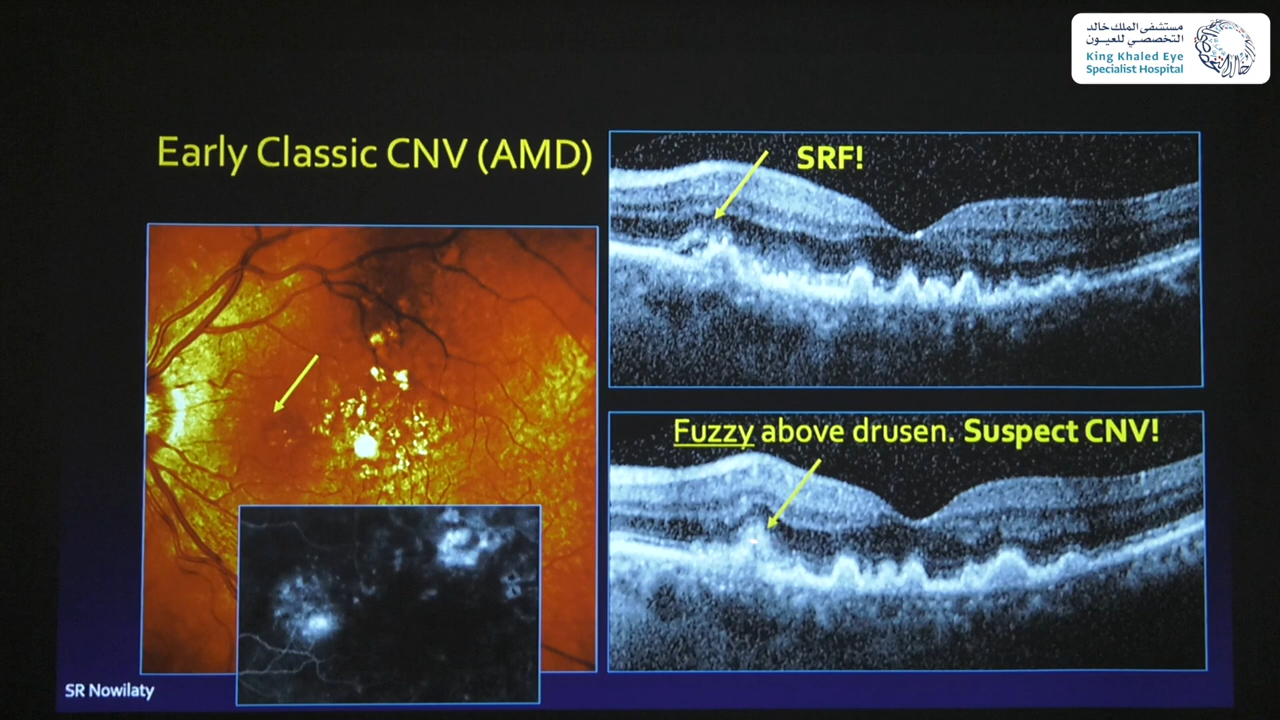 مستشفى الملك خالد
التخصصي للعيون
King Khaled Eye
Specialist Hospital
Early Classic CNV (AMD)
SRF!
Fuzzy above drusen. Suspect CNV!
SR Nowilaty